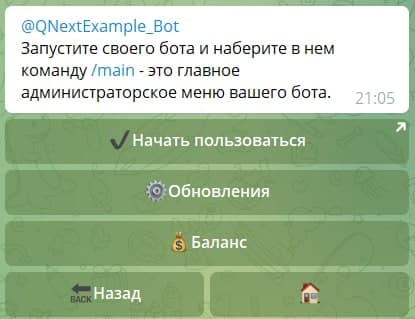 @QNextExample_Bot
Запустите своего бота и наберите в нем
команду /main - это главное
администраторское меню вашего бота.
21:05
Начать пользоваться
Обновления
Баланс
BACK Назад